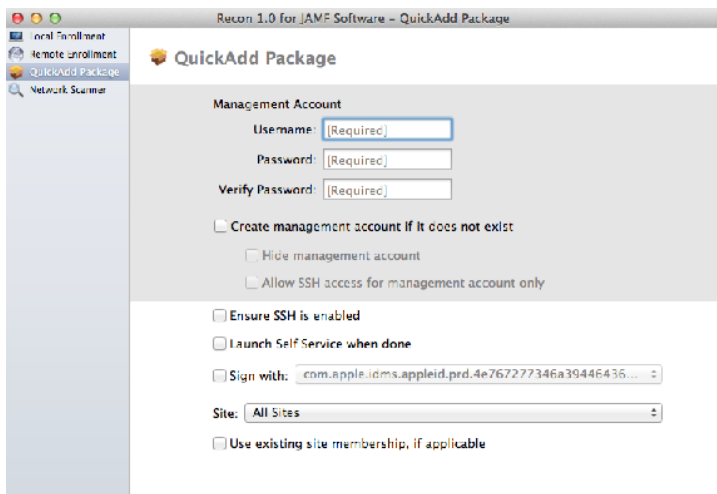 Recon 1.0 for JAMF Software – QuickAdd Package
Local Enrollment
Remote Enrollment
QuickAdd Package
Network Scanner
QuickAdd Package
Management Account
Username: [Required]
Password: [Required]
Verify Password: [Required]
Create management account if it does not exist
Hide management account
Allow SSH access for management account only
Ensure SSH is enabled
Launch Self Service when done
Sign with: com.apple.idms.appleid.prd.4e767277346a39446436...
Site: All Sites
Use existing site membership, if applicable